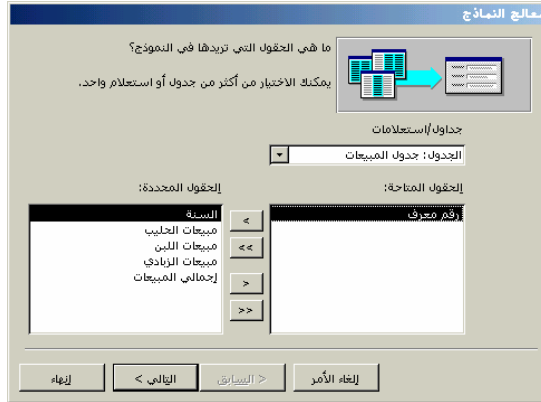 معالج النماذج
ما هي الحقول التي تريدها في النموذج؟
يمكنك الاختيار من أكثر من جدول أو استعلام واحد.
جداول/استعلامات
الجدول: جدول المبيعات
الحقول المتاحة:
رقم معرف
الحقول المحددة:
السنة
مبيعات الحليب
مبيعات اللبن
مبيعات الزبادي
إجمالي المبيعات
>
>>
<
<<
إلغاء الأمر
< السابق
التالي >
إنهاء